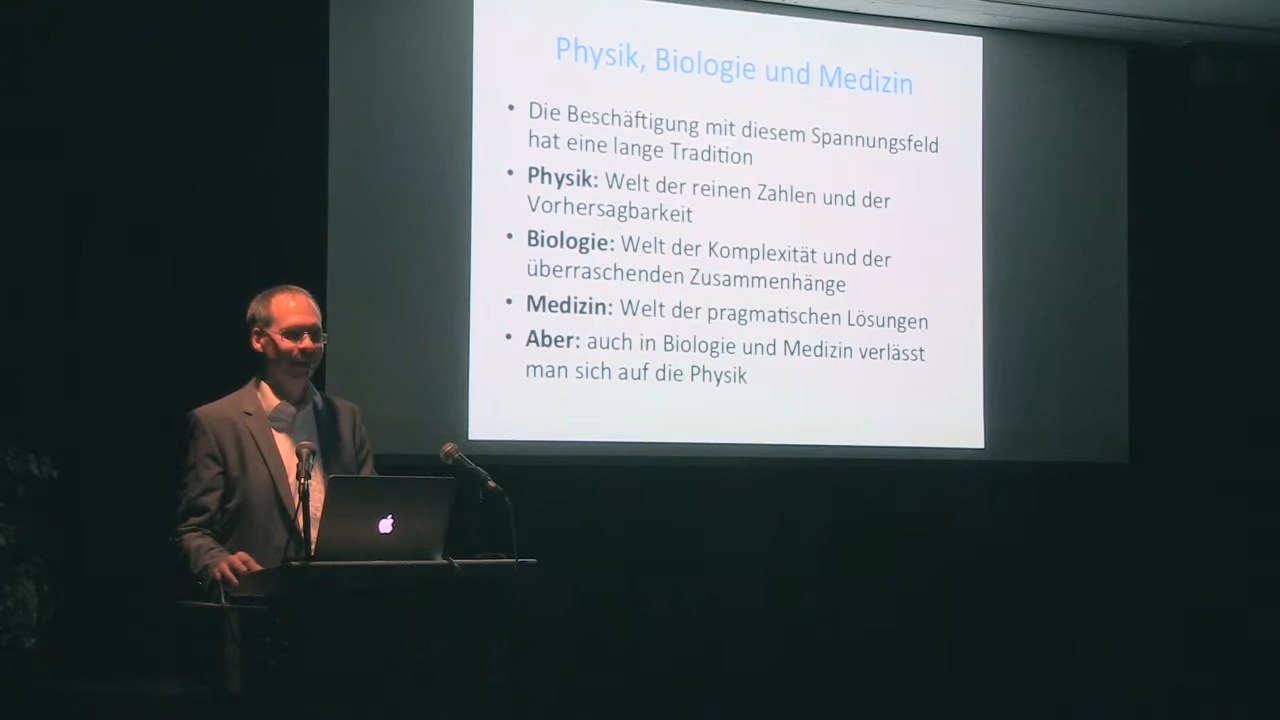 Physik, Biologie und Medizin
• Die Beschäftigung mit diesem Spannungsfeld
hat eine lange Tradition
• Physik: Welt der reinen Zahlen und der
Vorhersagbarkeit
• Biologie: Welt der Komplexität und der
überraschenden Zusammenhänge
• Medizin: Welt der pragmatischen Lösungen
• Aber: auch in Biologie und Medizin verlässt
man sich auf die Physik